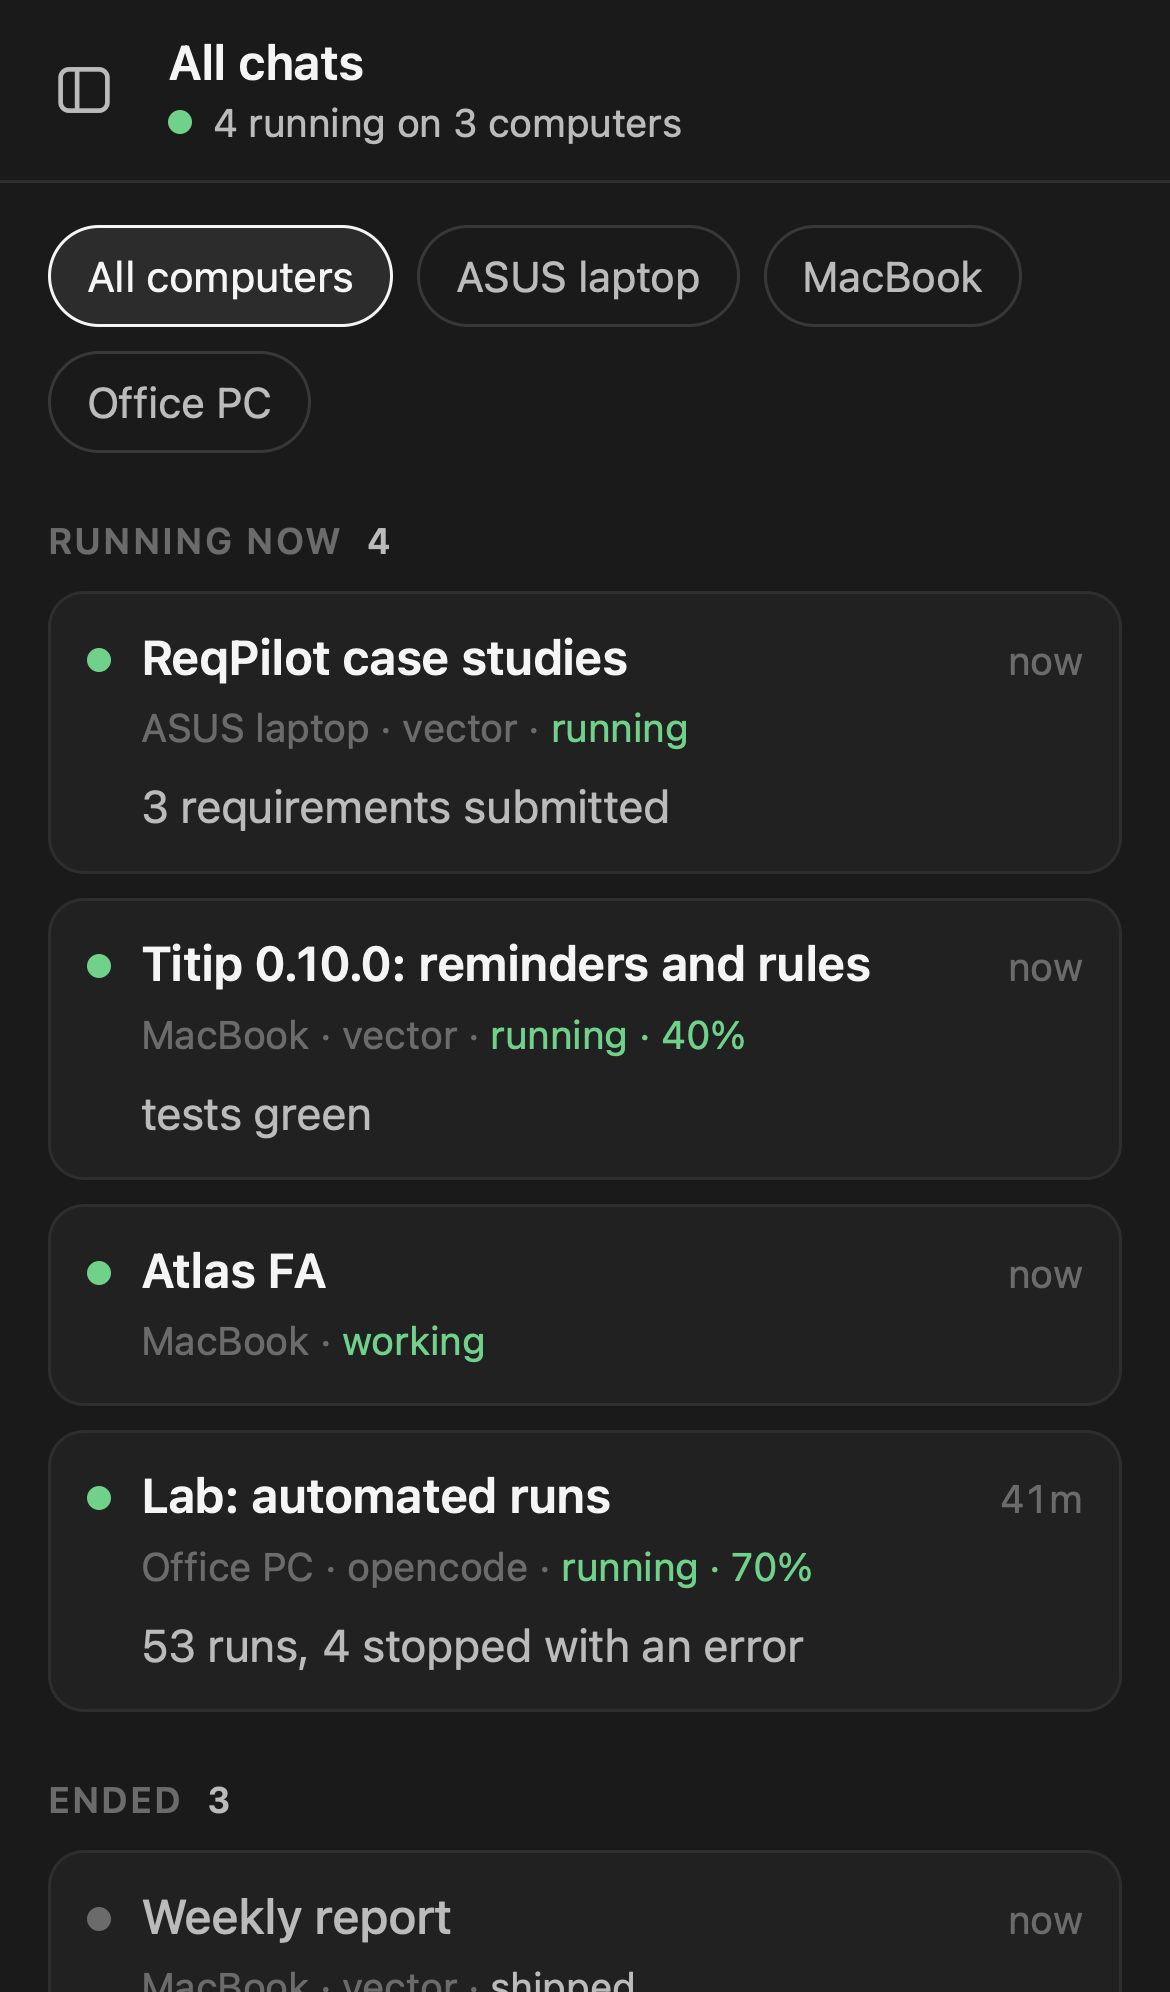 All chats
4 running on 3 computers
All computers
ASUS laptop
MacBook
Office PC
RUNNING NOW 4
ReqPilot case studies
now
ASUS laptop · vector · running
3 requirements submitted
Titip 0.10.0: reminders and rules
now
MacBook · vector · running · 40%
tests green
Atlas FA
now
MacBook · working
Lab: automated runs
41m
Office PC · opencode · running · 70%
53 runs, 4 stopped with an error
ENDED 3
Weekly report
now
MacBook · vector · shipped